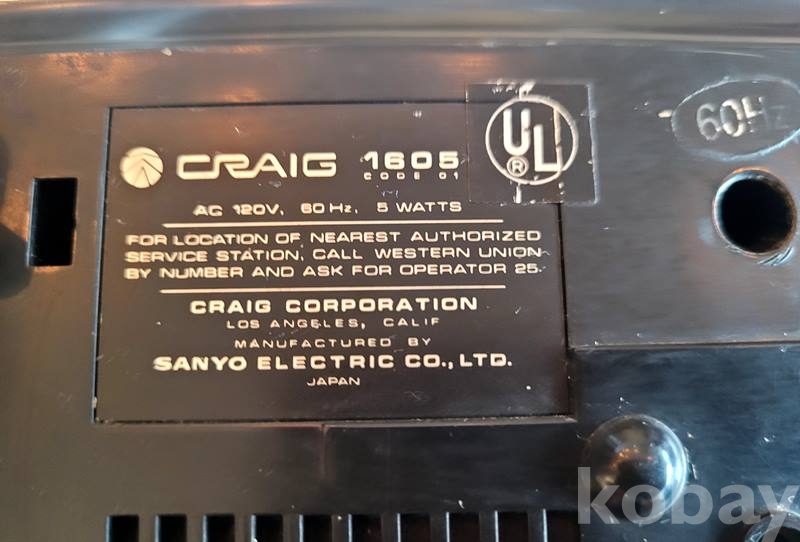 CRAIG 1605
CODE 01
UL
®
60Hz
AC 120V, 60 Hz, 5 WATTS
FOR LOCATION OF NEAREST AUTHORIZED
SERVICE STATION, CALL WESTERN UNION
BY NUMBER AND ASK FOR OPERATOR 25.
CRAIG CORPORATION
LOS ANGELES, CALIF
MANUFACTURED BY
SANYO ELECTRIC CO., LTD.
JAPAN
kobay